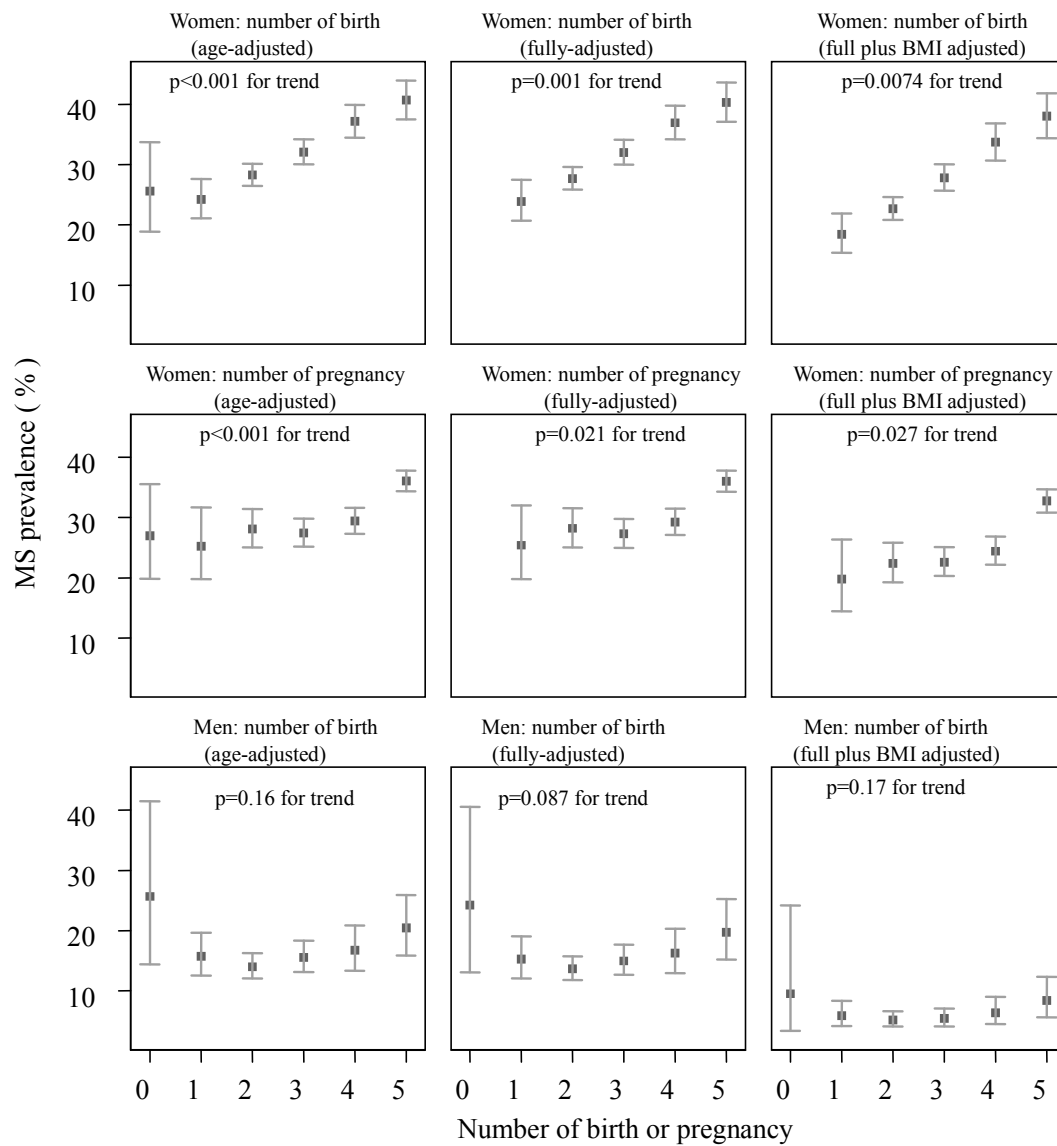 Women: number of birth
(age-adjusted)
Women: number of birth
(fully-adjusted)
Women: number of birth
(full plus BMI adjusted)
p<0.001 for trend
p=0.001 for trend
p=0.0074 for trend
40
30
20
10
Women: number of pregnancy
(age-adjusted)
Women: number of pregnancy
(fully-adjusted)
Women: number of pregnancy
(full plus BMI adjusted)
p<0.001 for trend
p=0.021 for trend
p=0.027 for trend
40
30
20
10
MS prevalence ( % )
Men: number of birth
(age-adjusted)
Men: number of birth
(fully-adjusted)
Men: number of birth
(full plus BMI adjusted)
p=0.16 for trend
p=0.087 for trend
p=0.17 for trend
40
30
20
10
0 1 2 3 4 5
0 1 2 3 4 5
0 1 2 3 4 5
Number of birth or pregnancy